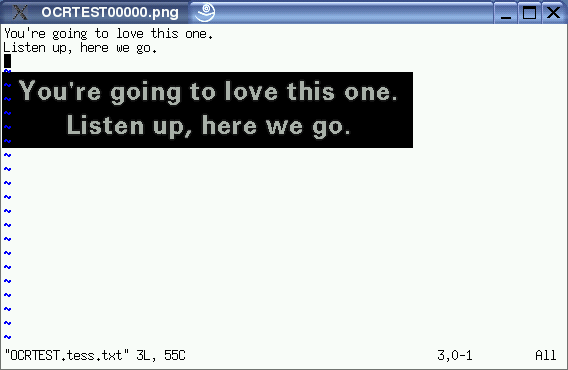 OCRTEST00000.png
You're going to love this one.
Listen up, here we go.
~
You're going to love this one.
Listen up, here we go.
~
~
~
~
~
~
~
~
~
~
~
~
~
~
"OCRTEST.tess.txt" 3L, 55C 3,0-1 All